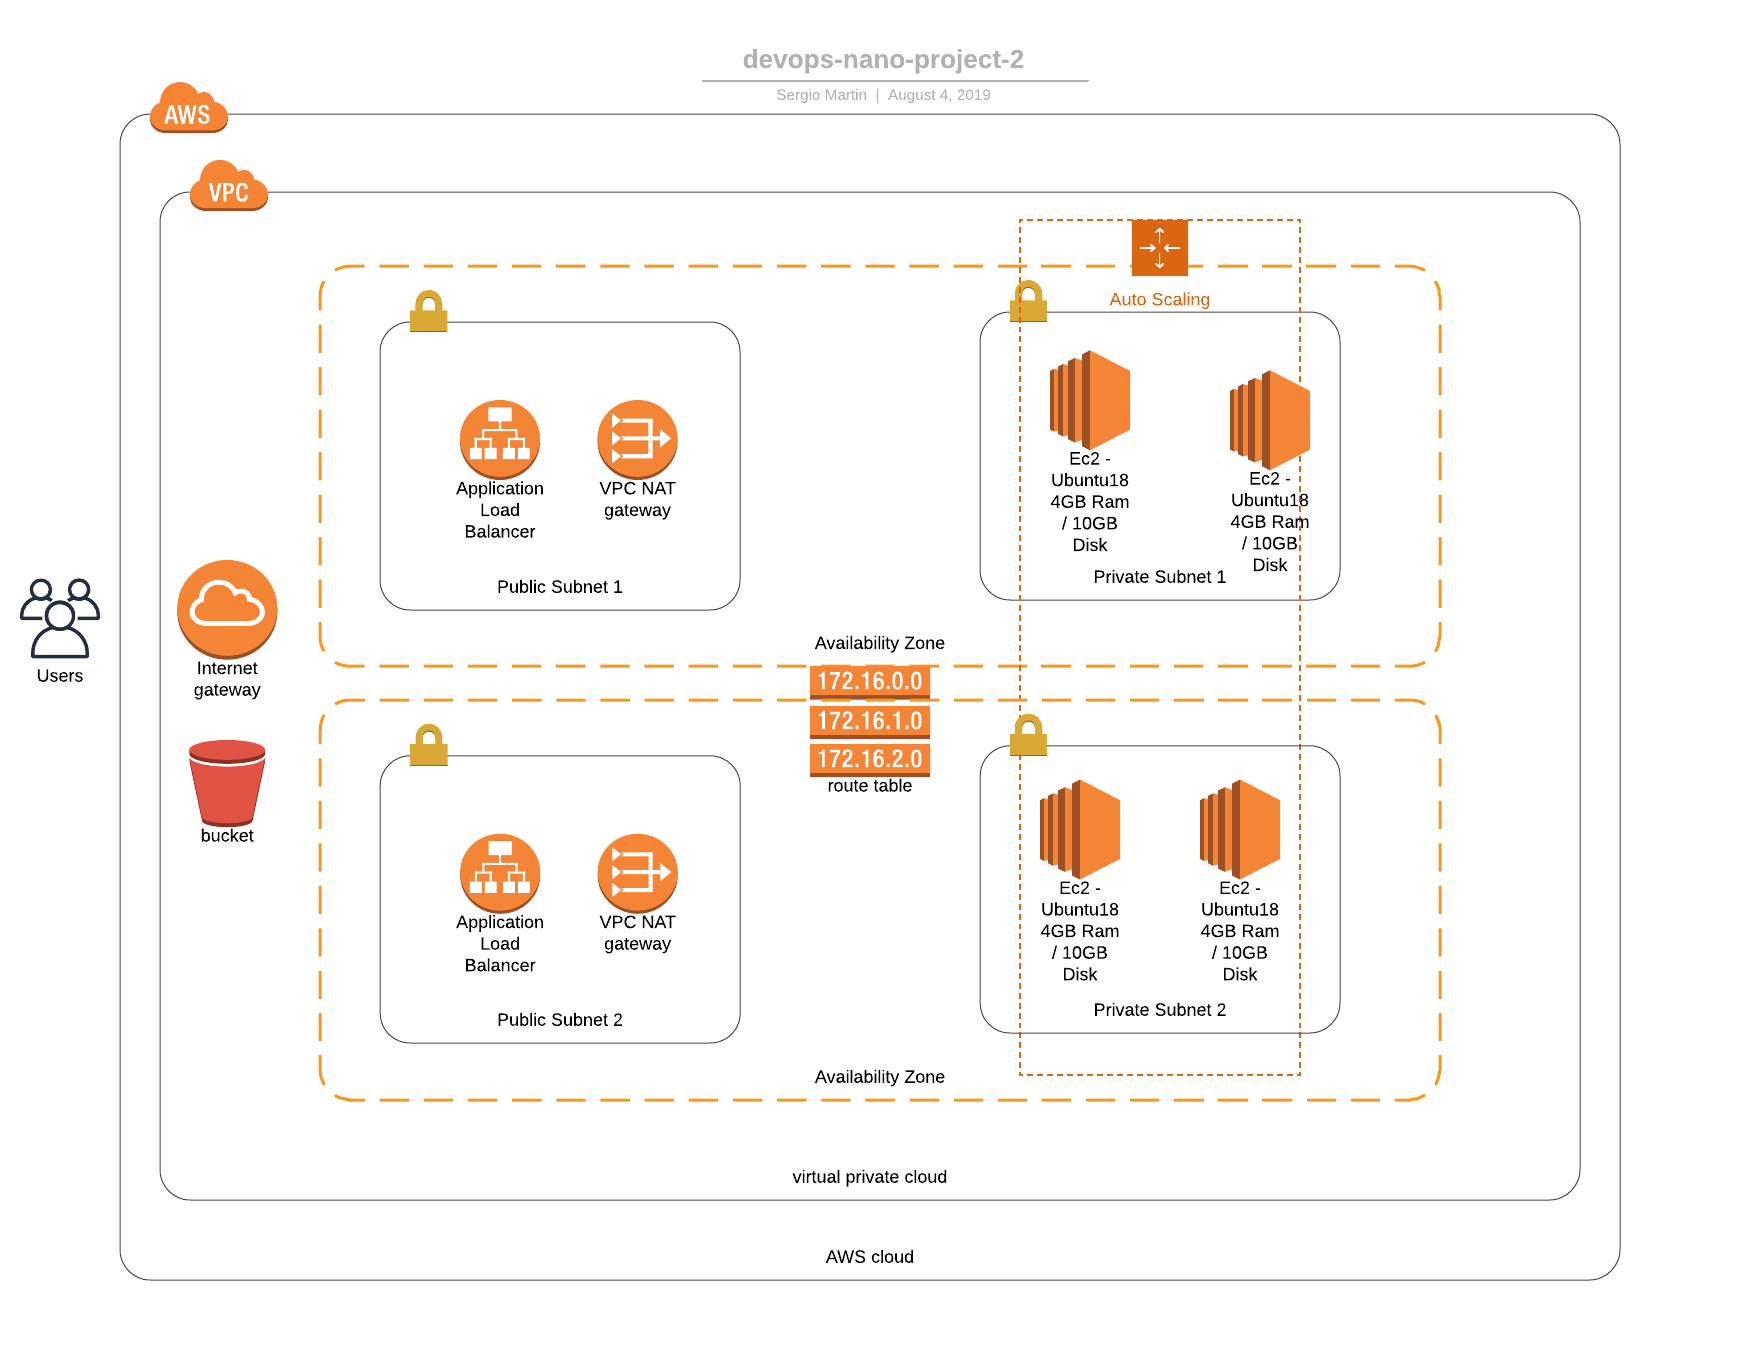 devops-nano-project-2
Sergio Martin | August 4, 2019
AWS
VPC
Auto Scaling
Application
Load
Balancer
VPC NAT
gateway
Public Subnet 1
Ec2 -
Ubuntu18
4GB Ram
/ 10GB
Disk
Ec2 -
Ubuntu18
4GB Ram
/ 10GB
Disk
Private Subnet 1
Users
Internet
gateway
bucket
Availability Zone
172.16.0.0
172.16.1.0
172.16.2.0
route table
Application
Load
Balancer
VPC NAT
gateway
Public Subnet 2
Ec2 -
Ubuntu18
4GB Ram
/ 10GB
Disk
Ec2 -
Ubuntu18
4GB Ram
/ 10GB
Disk
Private Subnet 2
Availability Zone
virtual private cloud
AWS cloud